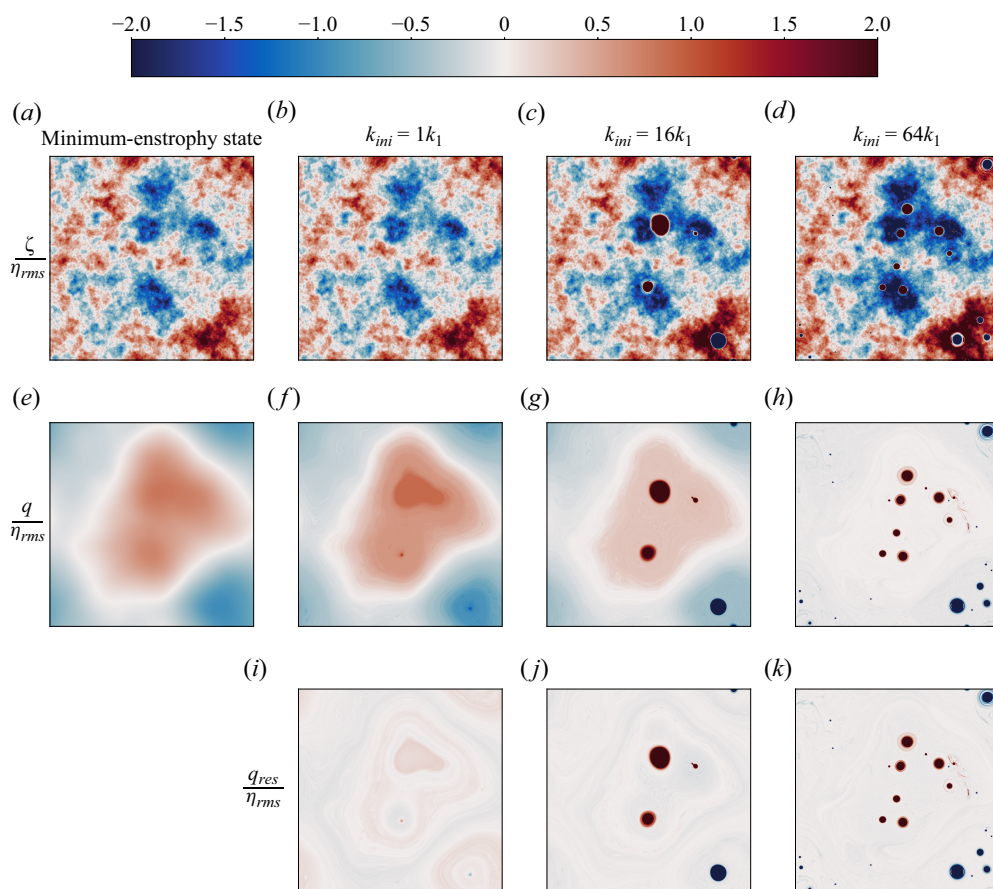 −2.0 −1.5 −1.0 −0.5 0 0.5 1.0 1.5 2.0
(a) (b) (c) (d)
Minimum-enstrophy state k_ini = 1k_1 k_ini = 16k_1 k_ini = 64k_1
ζ
η_rms
(e) (f) (g) (h)
q
η_rms
(i) (j) (k)
q_res
η_rms